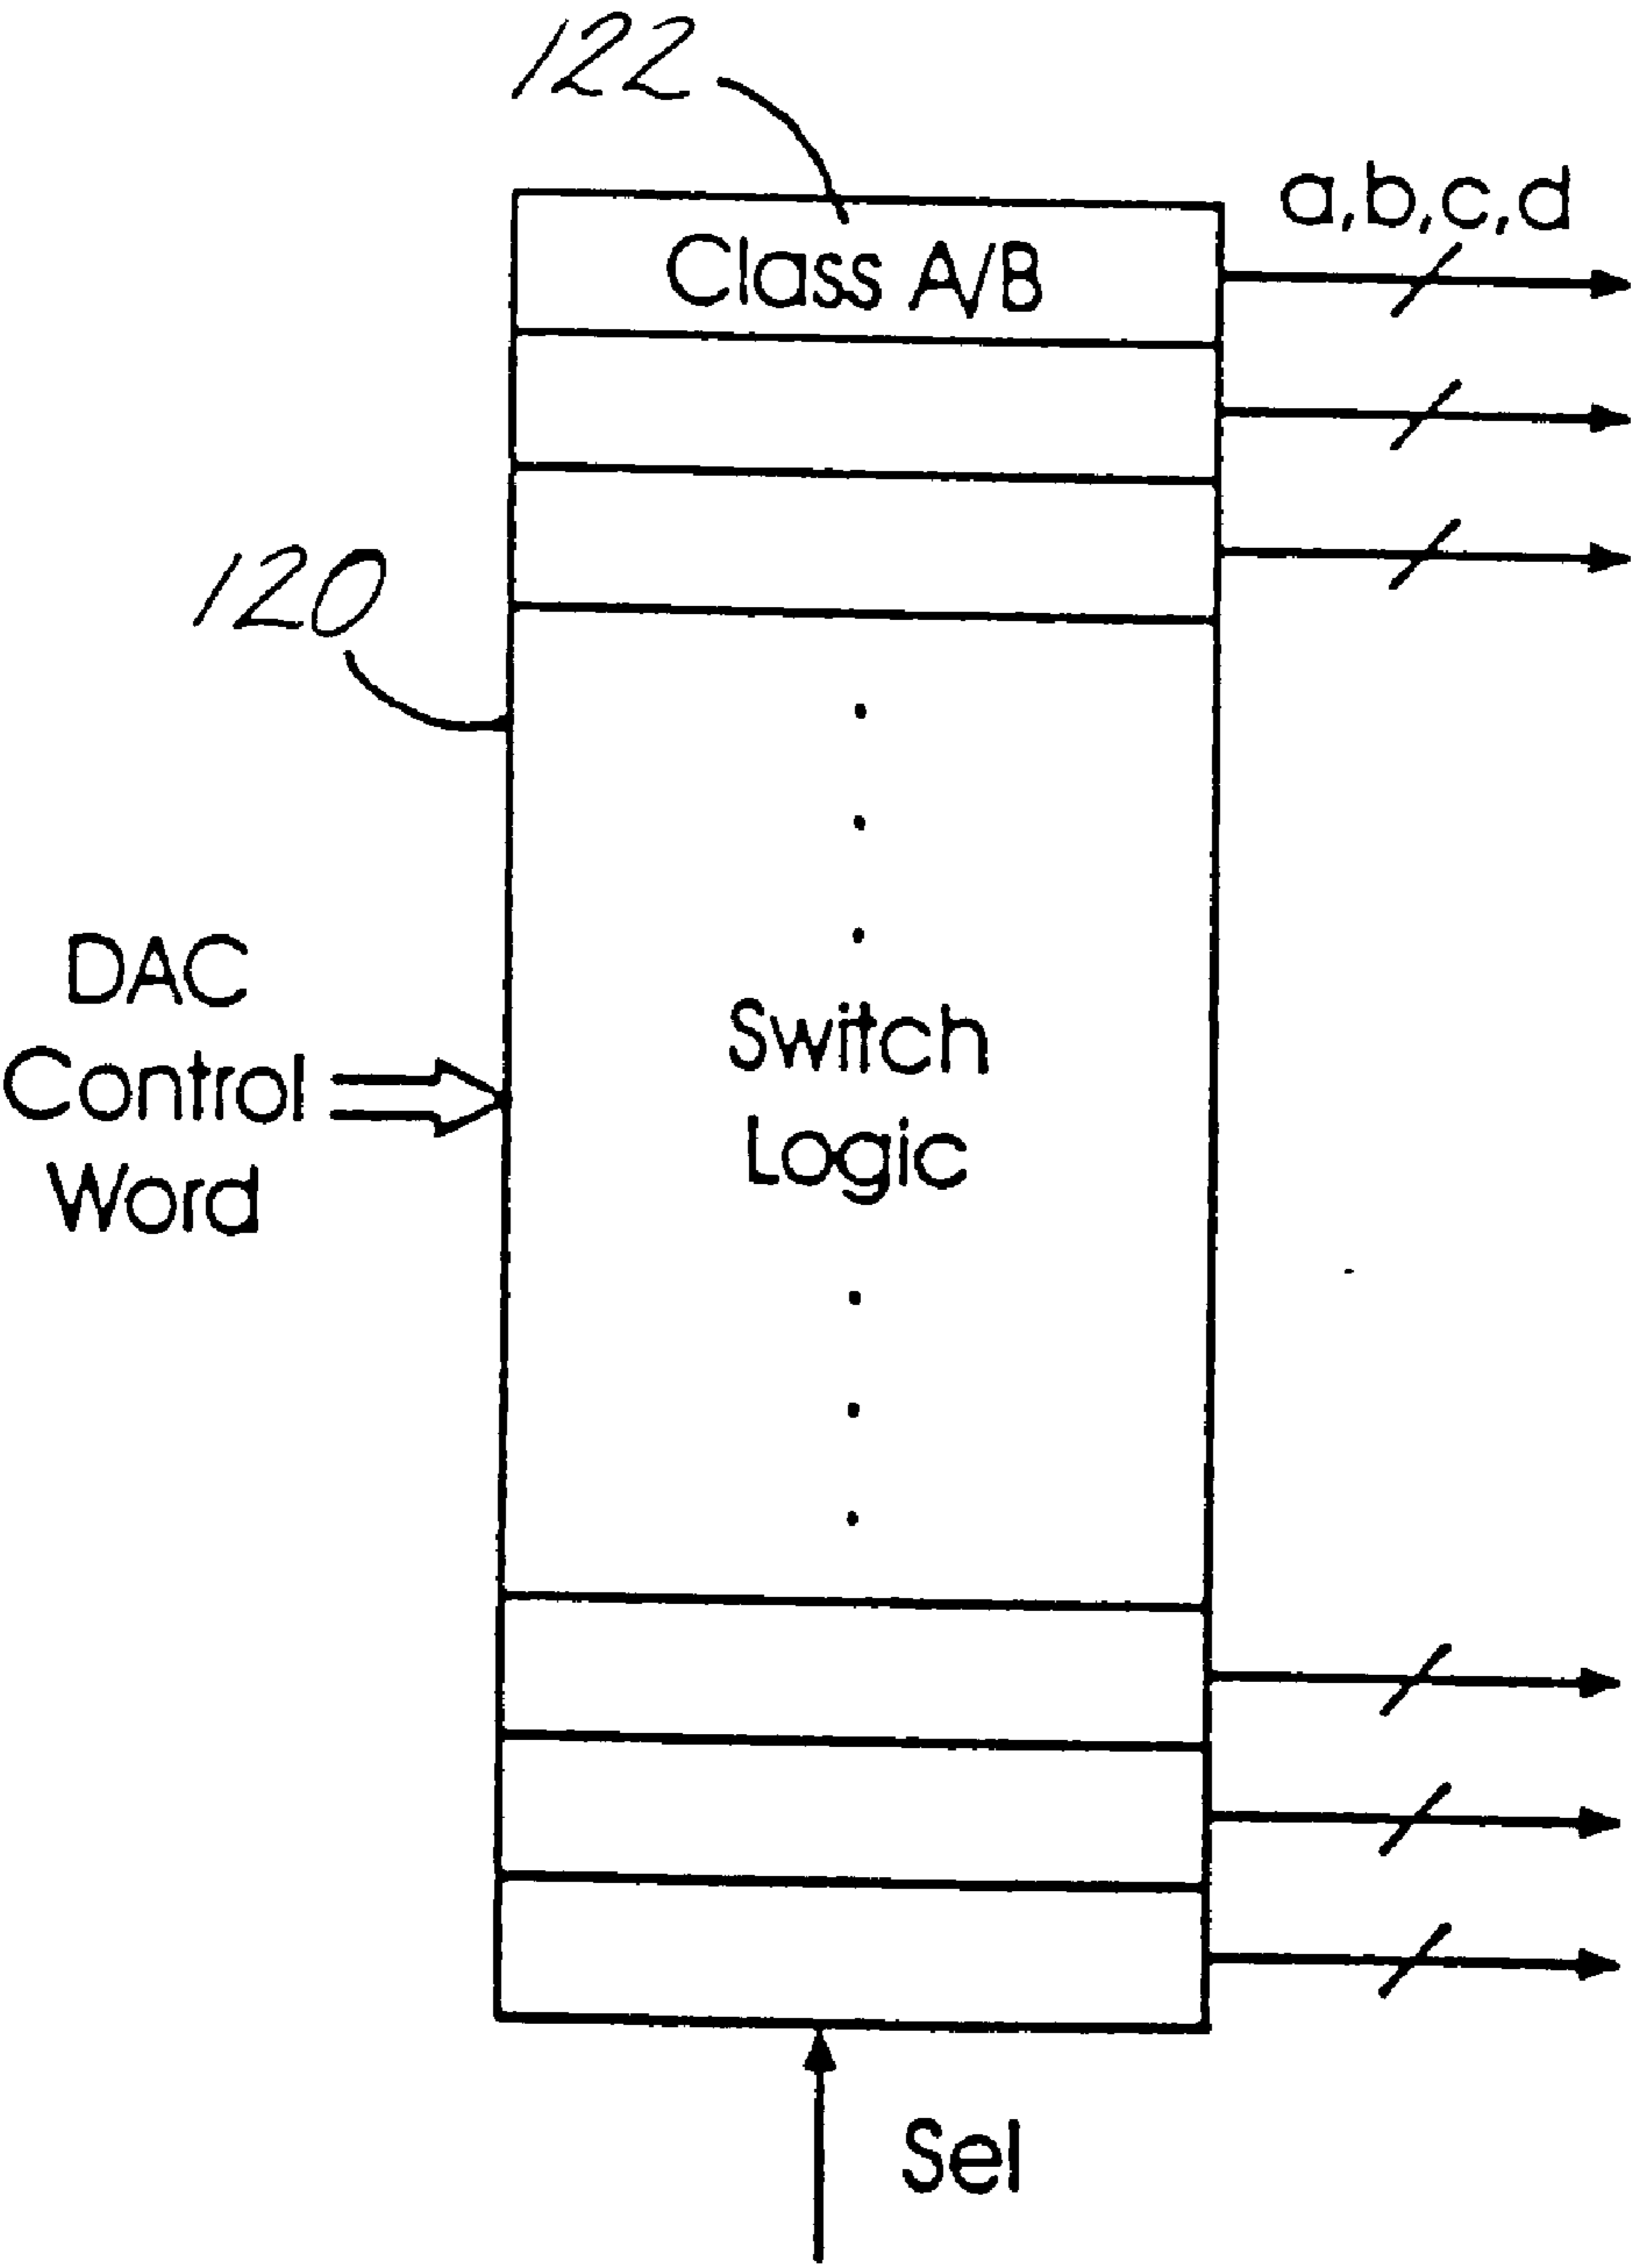 122
a,b,c,d
Class A/B
120
DAC
Control
Word
Switch
Logic
Sel